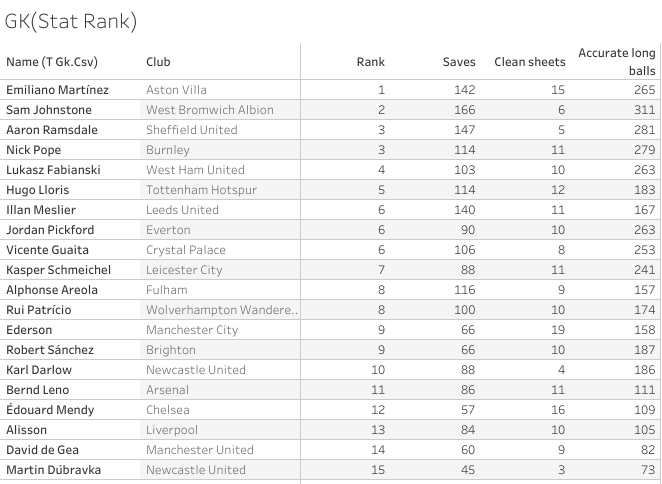 GK(Stat Rank)
Name (T Gk.Csv) Club Rank Saves Clean sheets Accurate long balls
Emiliano Martínez Aston Villa 1 142 15 265
Sam Johnstone West Bromwich Albion 2 166 6 311
Aaron Ramsdale Sheffield United 3 147 5 281
Nick Pope Burnley 3 114 11 279
Lukasz Fabianski West Ham United 4 103 10 263
Hugo Lloris Tottenham Hotspur 5 114 12 183
Illan Meslier Leeds United 6 140 11 167
Jordan Pickford Everton 6 90 10 263
Vicente Guaita Crystal Palace 6 106 8 253
Kasper Schmeichel Leicester City 7 88 11 241
Alphonse Areola Fulham 8 116 9 157
Rui Patrício Wolverhampton Wandere.. 8 100 10 174
Ederson Manchester City 9 66 19 158
Robert Sánchez Brighton 9 66 10 187
Karl Darlow Newcastle United 10 88 4 186
Bernd Leno Arsenal 11 86 11 111
Édouard Mendy Chelsea 12 57 16 109
Alisson Liverpool 13 84 10 105
David de Gea Manchester United 14 60 9 82
Martin Dúbravka Newcastle United 15 45 3 73